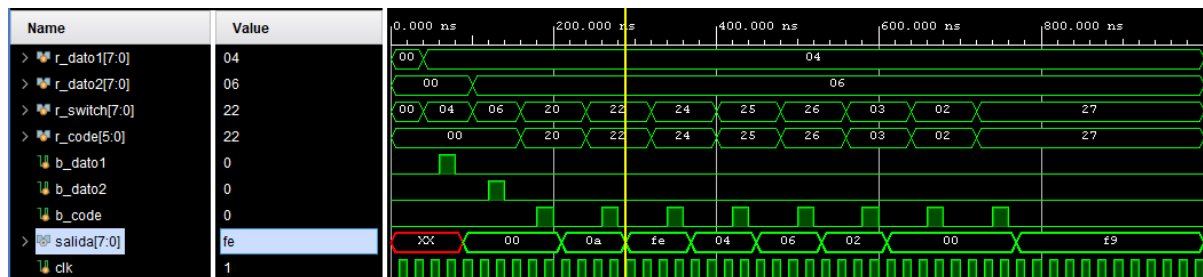 Name Value 0.000 ns 200.000 ns 400.000 ns 600.000 ns 800.000 ns
> r_dato1[7:0] 04 00 04
> r_dato2[7:0] 06 00 06
> r_switch[7:0] 22 00 04 06 20 22 24 25 26 03 02 27
> r_code[5:0] 22 00 20 22 24 25 26 03 02 27
b_dato1 0
b_dato2 0
b_code 0
> salida[7:0] fe XX 00 0a fe 04 06 02 00 f9
clk 1